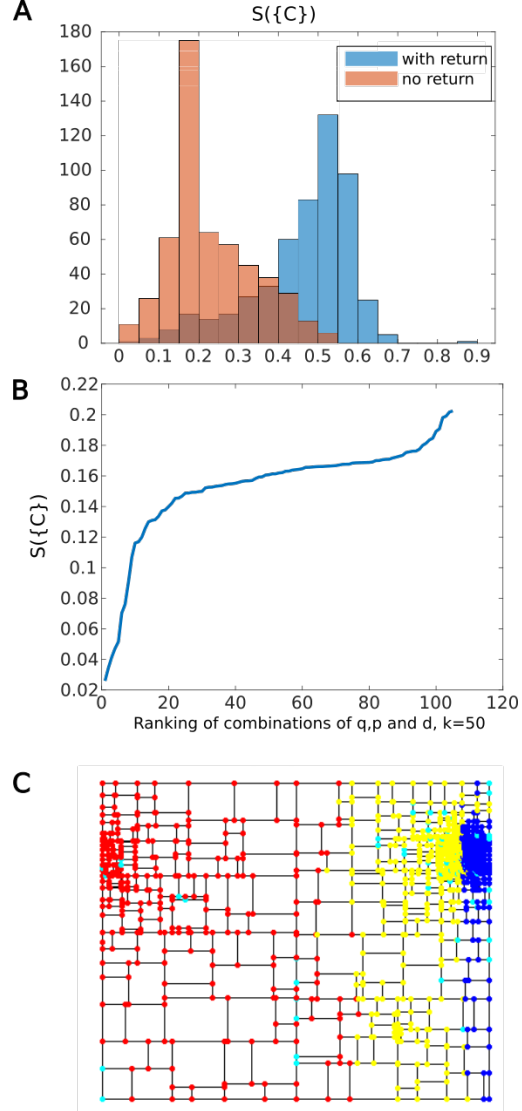 A
S({C})
180
160
140
120
100
80
60
40
20
0
with return
no return
0 0.1 0.2 0.3 0.4 0.5 0.6 0.7 0.8 0.9
B
0.22
0.2
0.18
0.16
0.14
0.12
0.1
0.08
0.06
0.04
0.02
S({C})
0 20 40 60 80 100 120
Ranking of combinations of q,p and d, k=50
C